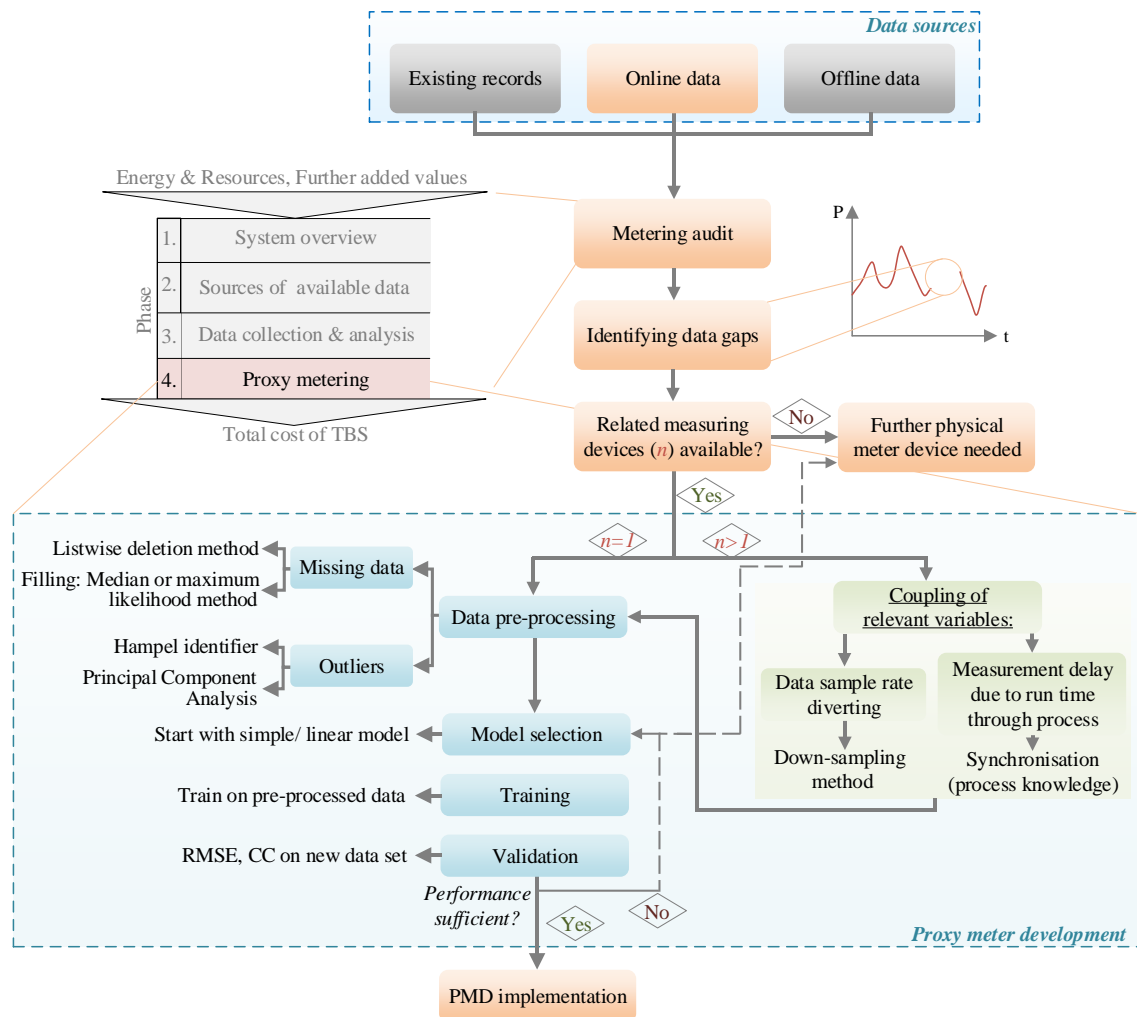 Data sources
Existing records
Online data
Offline data
Energy & Resources, Further added values
Phase
1. System overview
2. Sources of available data
3. Data collection & analysis
4. Proxy metering
Total cost of TBS
Metering audit
P
t
Identifying data gaps
Related measuring
devices (n) available?
No
Further physical
meter device needed
Yes
n=1
n>1
Listwise deletion method
Filling: Median or maximum
likelihood method
Missing data
Hampel identifier
Principal Component
Analysis
Outliers
Data pre-processing
Coupling of
relevant variables:
Data sample rate
diverting
Down-sampling
method
Measurement delay
due to run time
through process
Synchronisation
(process knowledge)
Start with simple/ linear model
Model selection
Train on pre-processed data
Training
RMSE, CC on new data set
Validation
Performance
sufficient?
Yes
No
Proxy meter development
PMD implementation